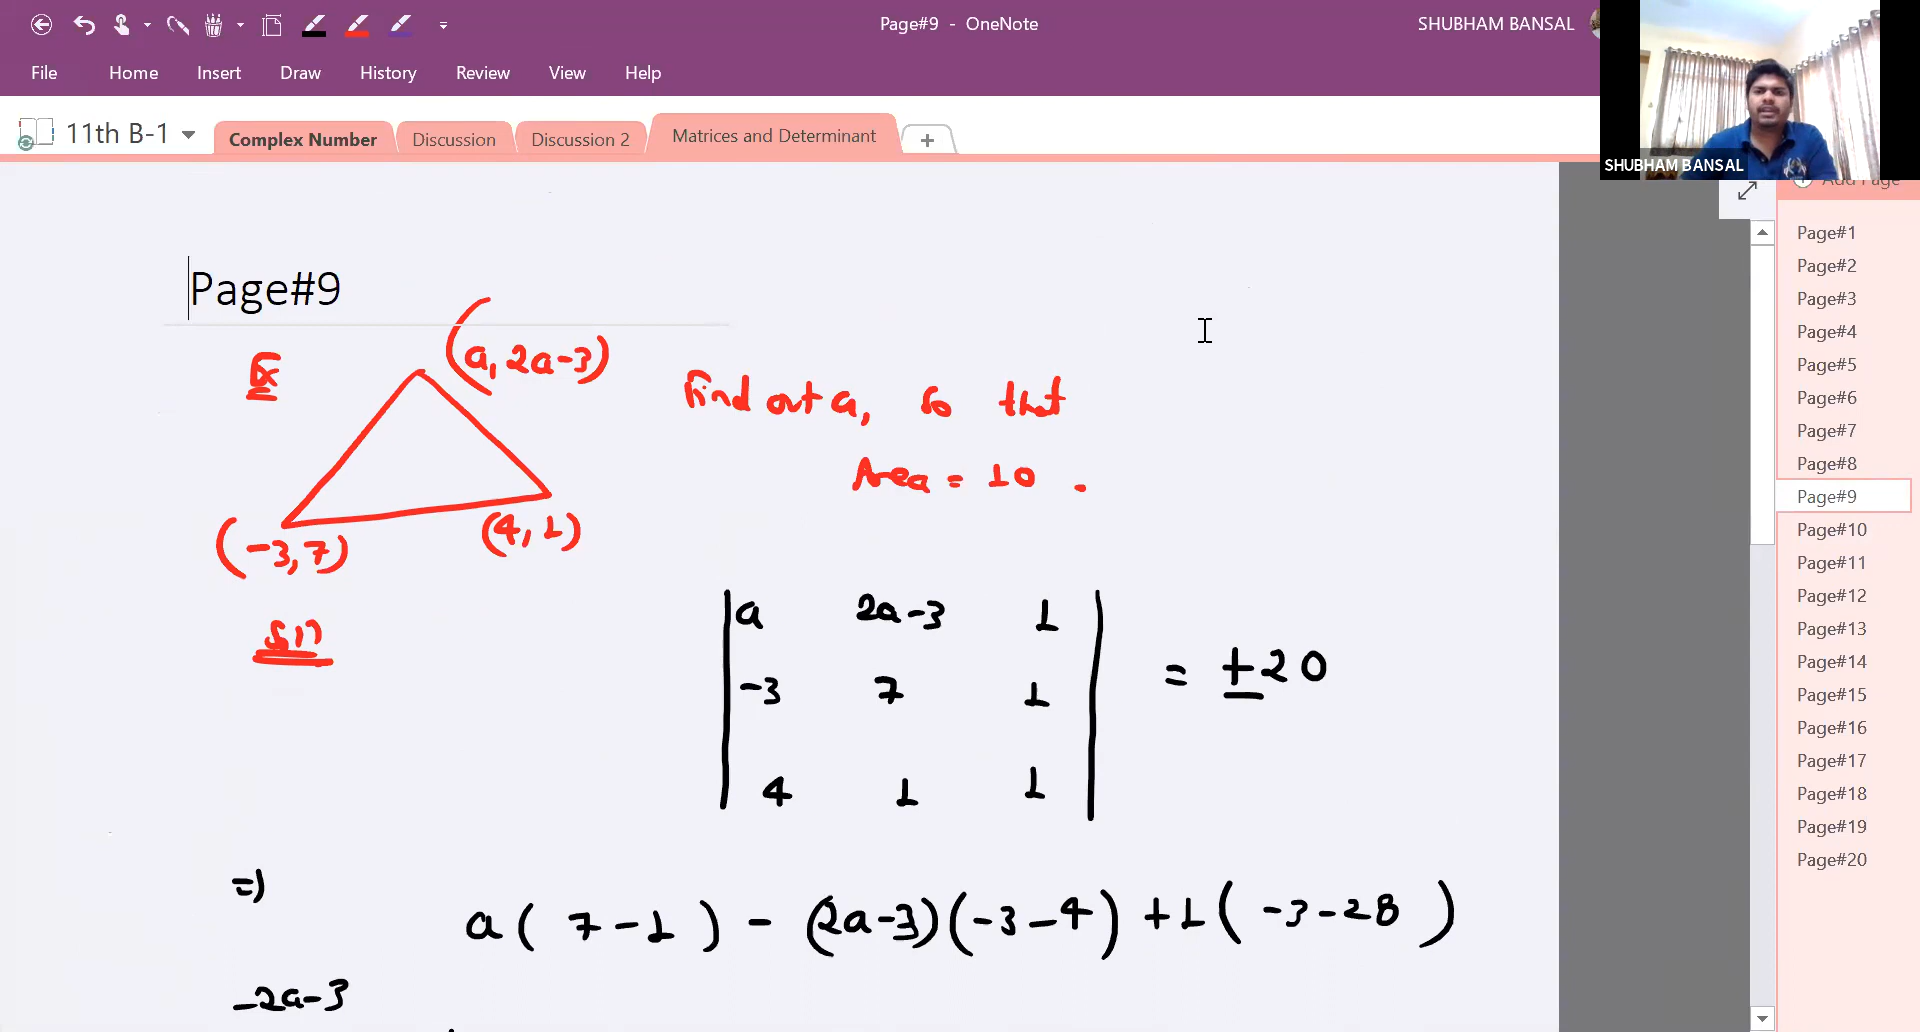 Page#9 - OneNote
SHUBHAM BANSAL
File Home Insert Draw History Review View Help
SHUBHAM BANSAL
11th B-1
Complex Number
Discussion
Discussion 2
Matrices and Determinant
Add Page
Page#1
Page#2
Page#3
Page#4
Page#5
Page#6
Page#7
Page#8
Page#9
Page#10
Page#11
Page#12
Page#13
Page#14
Page#15
Page#16
Page#17
Page#18
Page#19
Page#20
Page#9
Ex
(a, 2a-3)
Find out a, so that
Area = 10 .
(-3, 7)
(4, 1)
Sol?
a 2a-3 1
-3 7 1
4 1 1
= ±20
=)
a ( 7 - 1 ) - (2a-3)(-3-4) + 1 ( -3-28 )
-2a-3